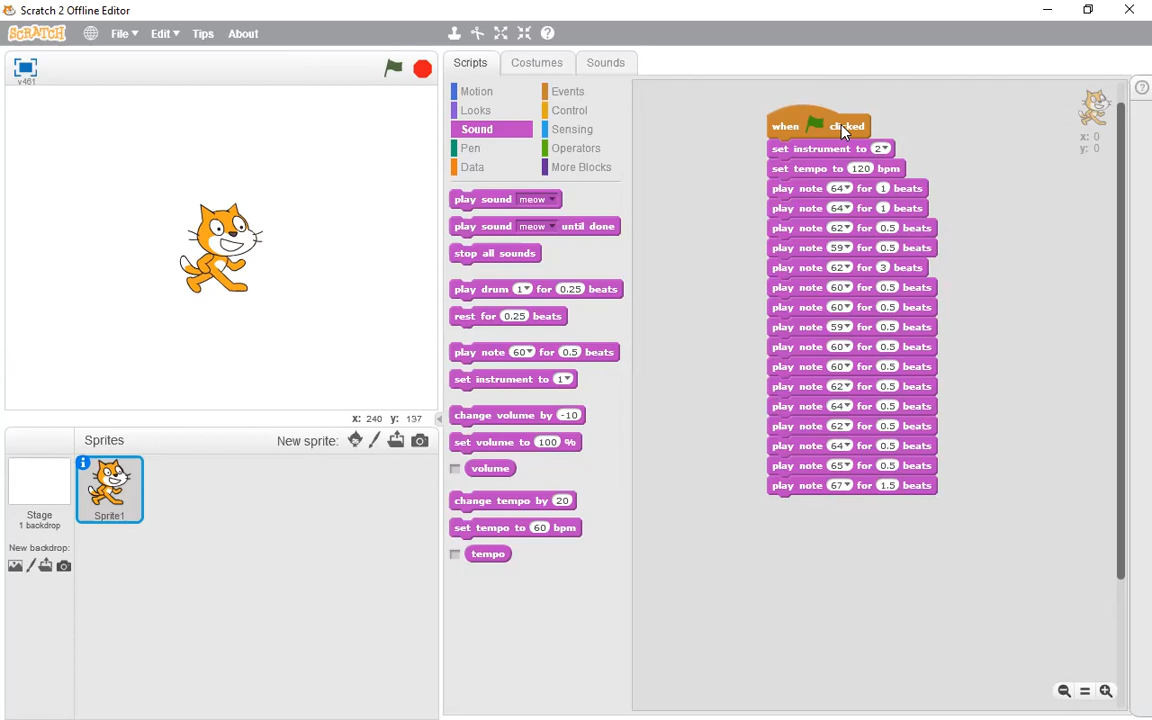 Scratch 2 Offline Editor
SCRATCH File▼ Edit▼ Tips About
v461
Scripts Costumes Sounds
Motion Events
Looks Control
Sound Sensing
Pen Operators
Data More Blocks
play sound meow
play sound meow until done
stop all sounds
play drum 1 for 0.25 beats
rest for 0.25 beats
play note 60 for 0.5 beats
set instrument to 1
change volume by -10
set volume to 100 %
volume
change tempo by 20
set tempo to 60 bpm
tempo
when clicked
set instrument to 2
set tempo to 120 bpm
play note 64 for 1 beats
play note 64 for 1 beats
play note 62 for 0.5 beats
play note 59 for 0.5 beats
play note 62 for 3 beats
play note 60 for 0.5 beats
play note 60 for 0.5 beats
play note 59 for 0.5 beats
play note 60 for 0.5 beats
play note 60 for 0.5 beats
play note 62 for 0.5 beats
play note 64 for 0.5 beats
play note 62 for 0.5 beats
play note 64 for 0.5 beats
play note 65 for 0.5 beats
play note 67 for 1.5 beats
x: 0
y: 0
x: 240 y: 137
Sprites New sprite:
Sprite1
Stage
1 backdrop
New backdrop: